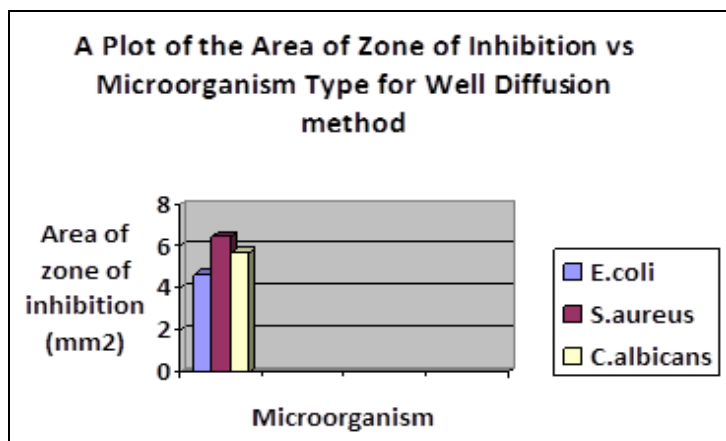 A Plot of the Area of Zone of Inhibition vs
Microorganism Type for Well Diffusion
method
Area of
zone of
inhibition
(mm2)
8
6
4
2
0
Microorganism
E.coli
S.aureus
C.albicans